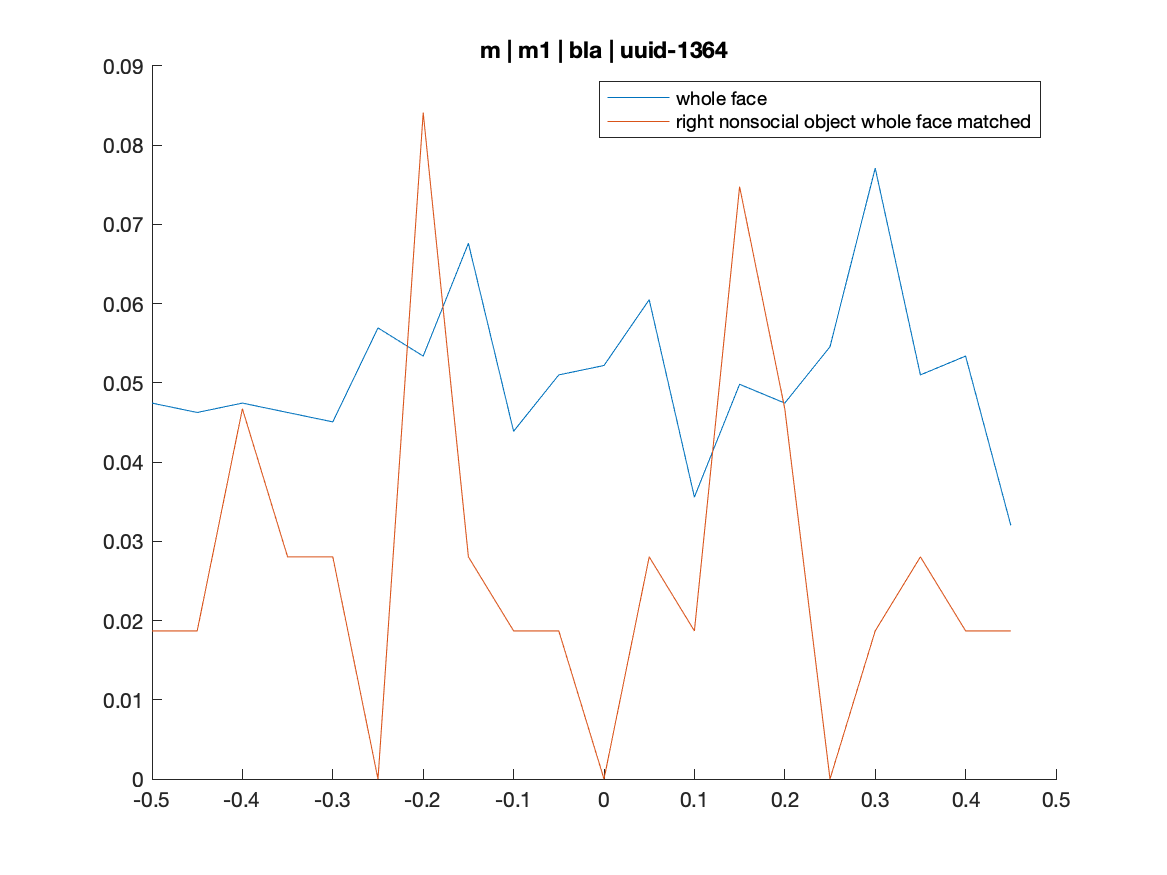 m | m1 | bla | uuid-1364
0.09
whole face
right nonsocial object whole face matched
0.08
0.07
0.06
0.05
0.04
0.03
0.02
0.01
0
-0.5 -0.4 -0.3 -0.2 -0.1 0 0.1 0.2 0.3 0.4 0.5